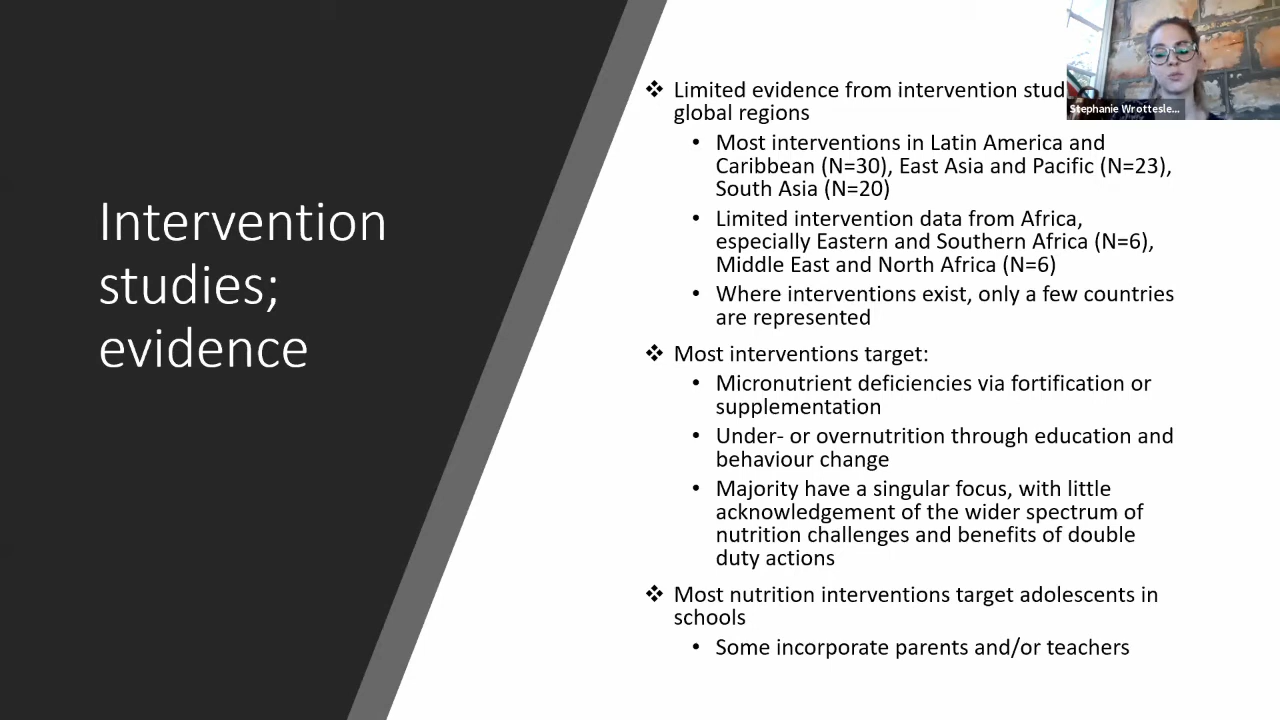 Intervention
studies;
evidence
❖ Limited evidence from intervention
global regions
• Most interventions in Latin America and
Caribbean (N=30), East Asia and Pacific (N=23),
South Asia (N=20)
• Limited intervention data from Africa,
especially Eastern and Southern Africa (N=6),
Middle East and North Africa (N=6)
• Where interventions exist, only a few countries
are represented
❖ Most interventions target:
• Micronutrient deficiencies via fortification or
supplementation
• Under- or overnutrition through education and
behaviour change
• Majority have a singular focus, with little
acknowledgement of the wider spectrum of
nutrition challenges and benefits of double
duty actions
❖ Most nutrition interventions target adolescents in
schools
• Some incorporate parents and/or teachers
Stephanie Wrottesle...